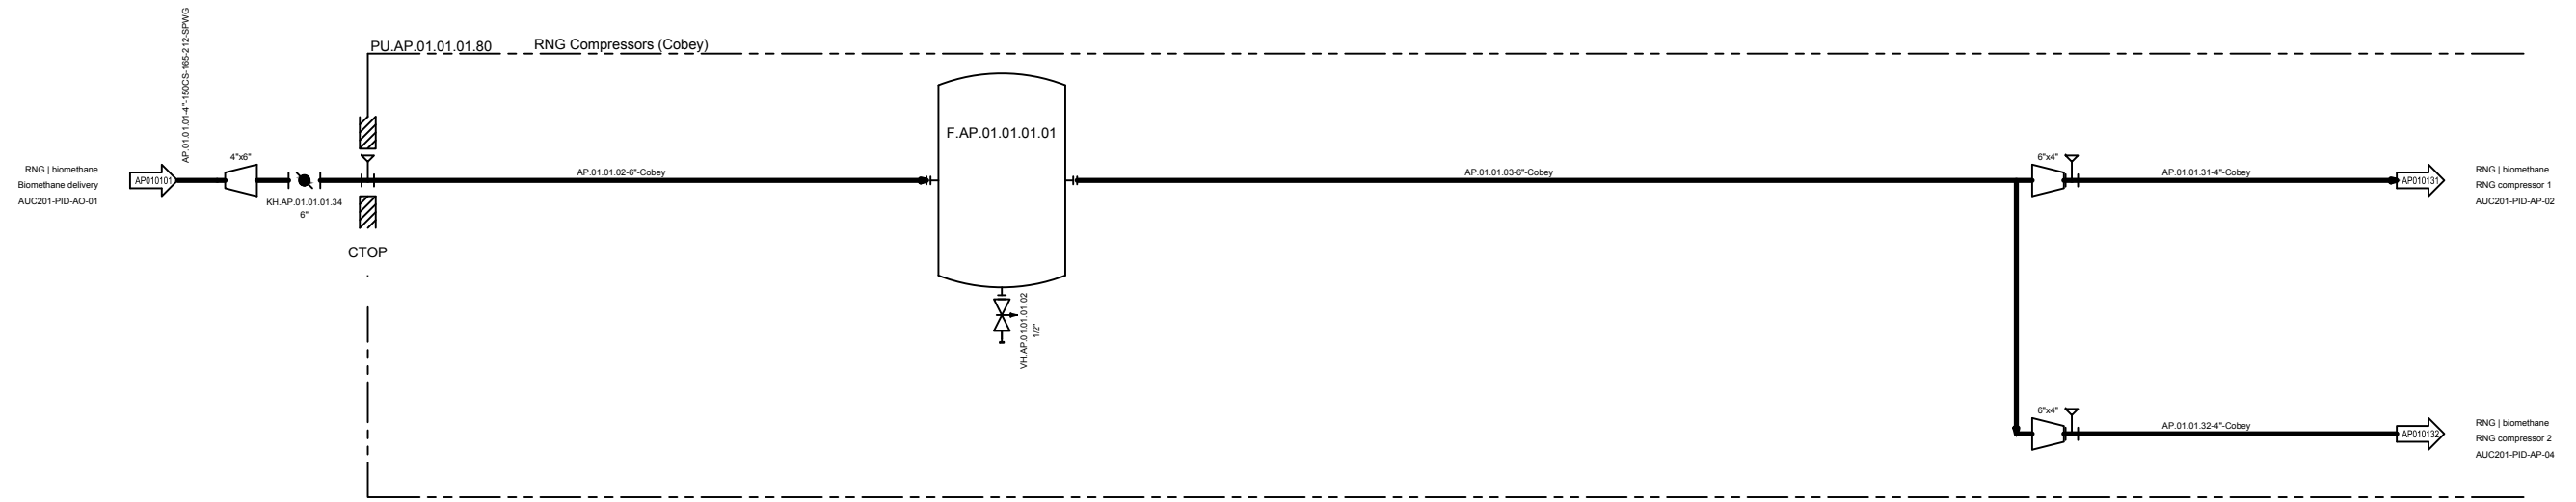 AP.01.01.01-4"-150CS-165-212-SPWG
PU.AP.01.01.01.80
RNG Compressors (Cobey)
F.AP.01.01.01.01
RNG | biomethane
Biomethane delivery
AUC201-PID-AO-01
AP010101
4"x6"
KH.AP.01.01.01.34
6"
CTOP
AP.01.01.02-6"-Cobey
VH.AP.01.01.01.02
1/2"
AP.01.01.03-6"-Cobey
6"x4"
AP.01.01.31-4"-Cobey
AP010131
RNG | biomethane
RNG compressor 1
AUC201-PID-AP-02
6"x4"
AP.01.01.32-4"-Cobey
AP010132
RNG | biomethane
RNG compressor 2
AUC201-PID-AP-04